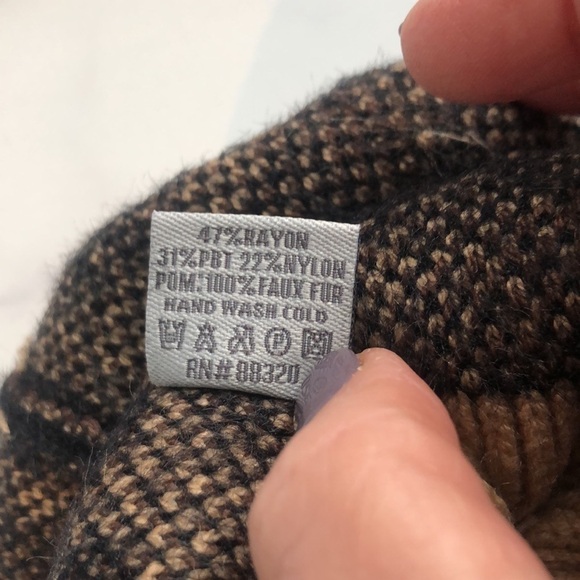 47%RAYON
31%PBT 22%NYLON
POM:100%FAUX FUR
HAND WASH COLD
P
RN#88320